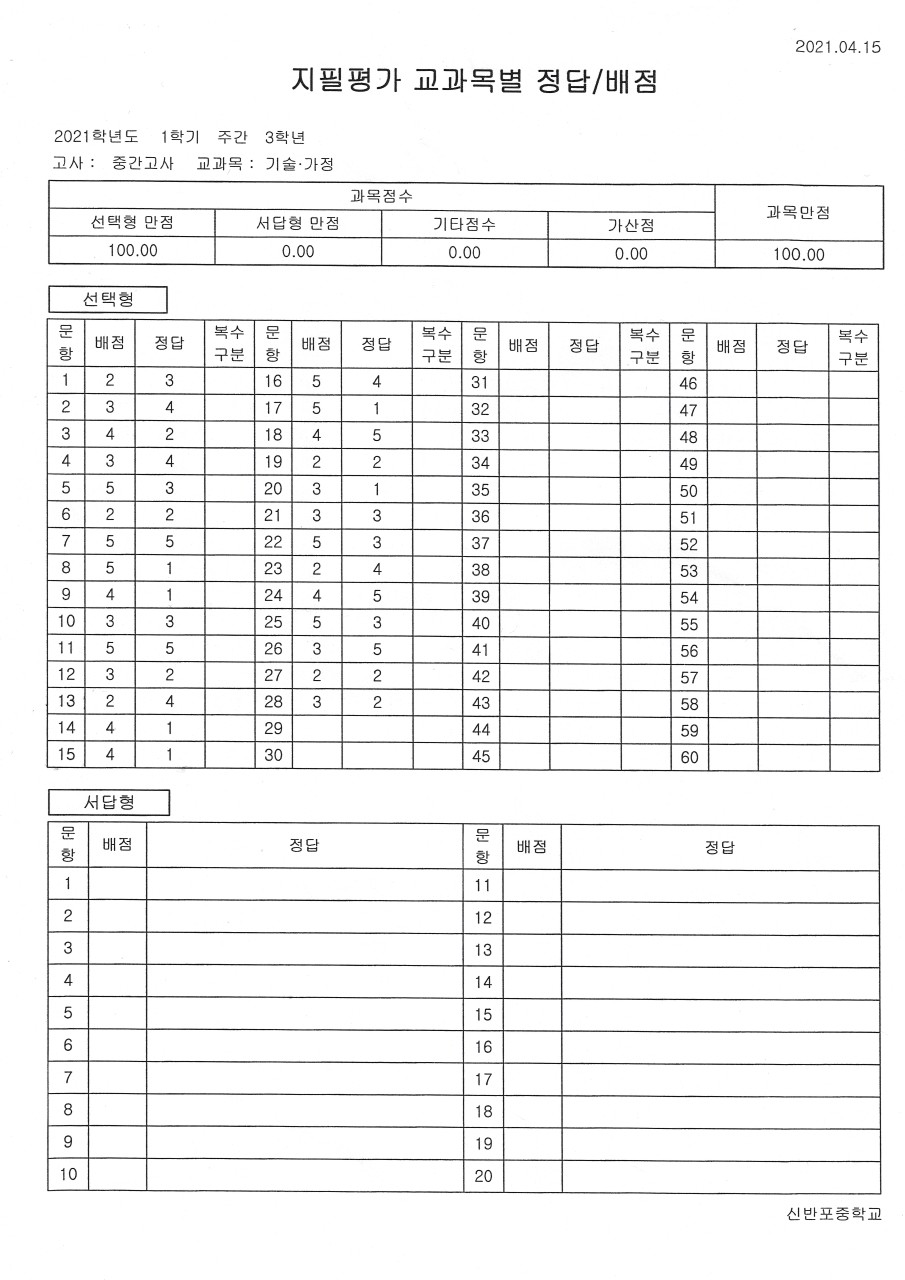 2021.04.15
지필평가 교과목별 정답/배점
2021학년도 1학기 주간 3학년
고사 : 중간고사 교과목 : 기술·가정
과목점수 과목만점
선택형 만점 서답형 만점 기타점수 가산점
100.00 0.00 0.00 0.00 100.00
선택형
문항 배점 정답 복수구분 문항 배점 정답 복수구분 문항 배점 정답 복수구분 문항 배점 정답 복수구분
1 2 3 16 5 4 31 46
2 3 4 17 5 1 32 47
3 4 2 18 4 5 33 48
4 3 4 19 2 2 34 49
5 5 3 20 3 1 35 50
6 2 2 21 3 3 36 51
7 5 5 22 5 3 37 52
8 5 1 23 2 4 38 53
9 4 1 24 4 5 39 54
10 3 3 25 5 3 40 55
11 5 5 26 3 5 41 56
12 3 2 27 2 2 42 57
13 2 4 28 3 2 43 58
14 4 1 29 44 59
15 4 1 30 45 60
서답형
문항 배점 정답 문항 배점 정답
1 11
2 12
3 13
4 14
5 15
6 16
7 17
8 18
9 19
10 20
신반포중학교